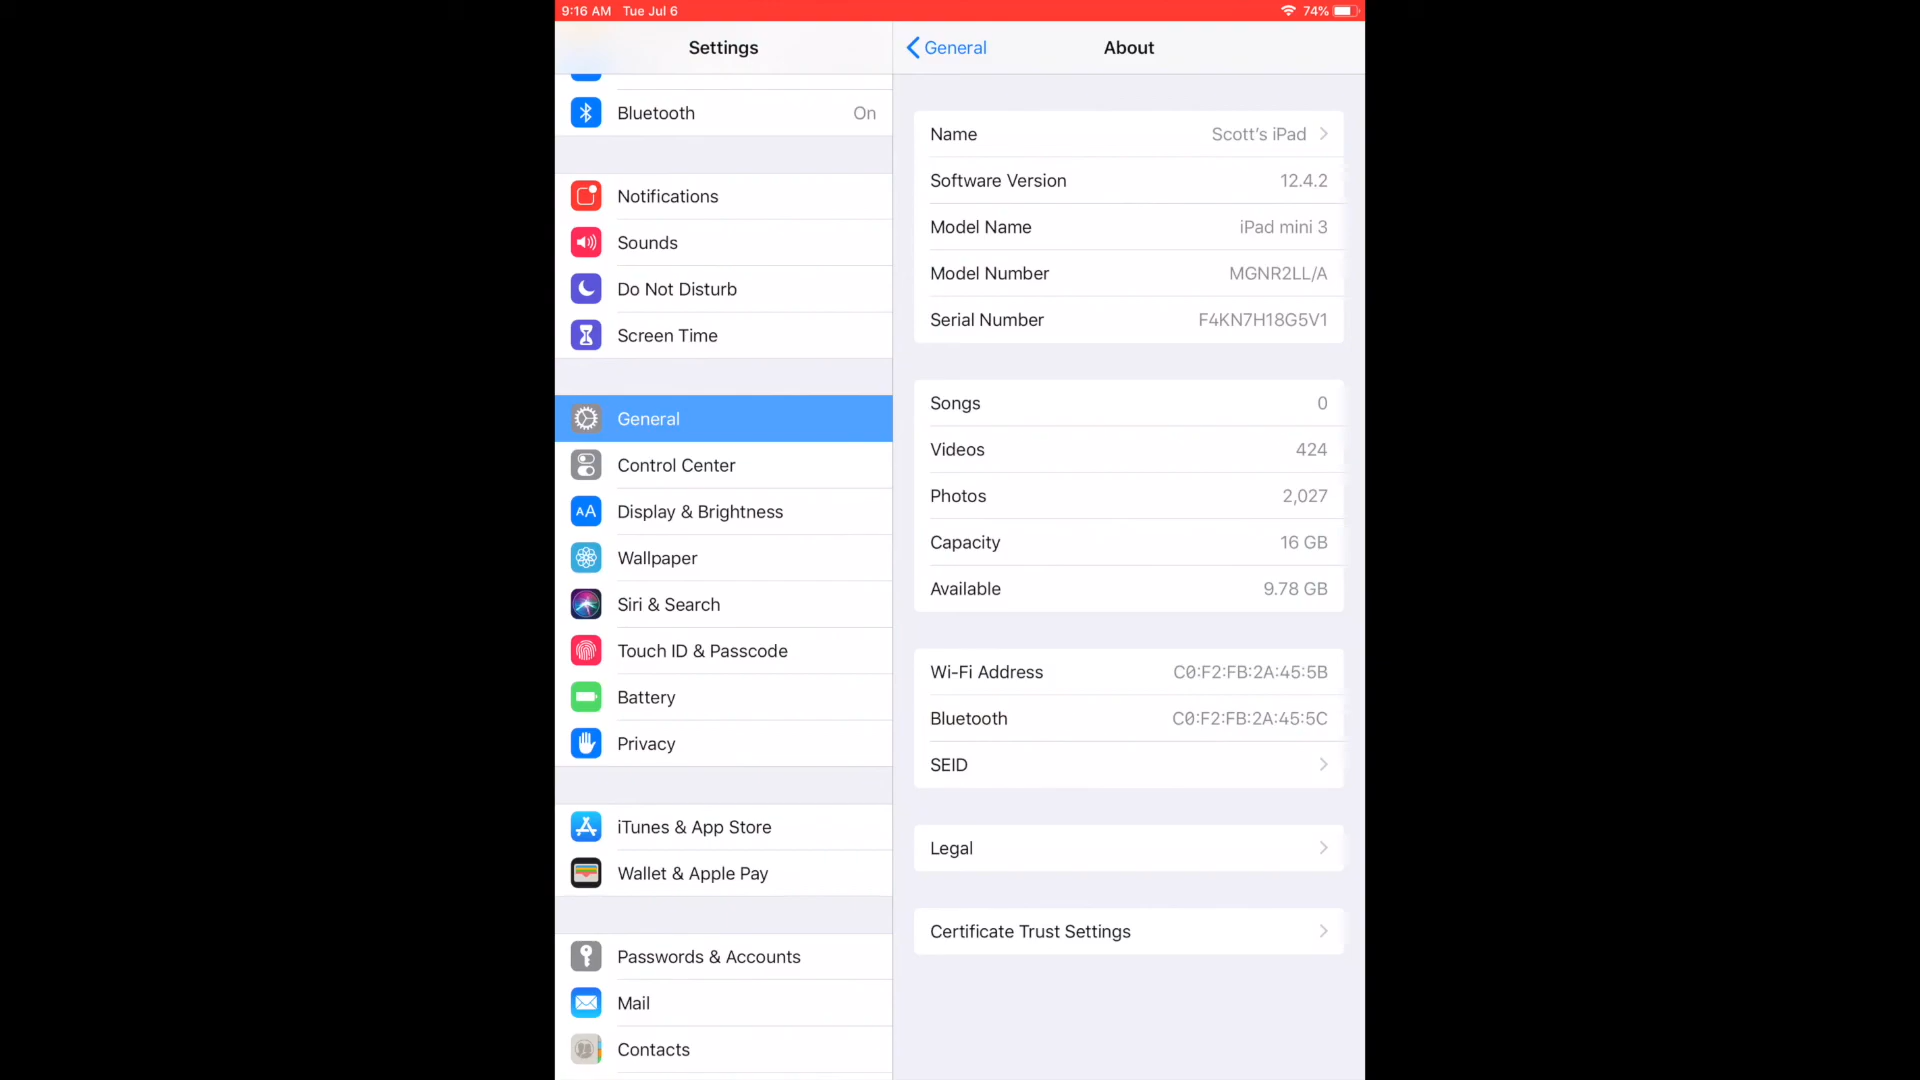 9:16 AM Tue Jul 6 74%
Settings
Bluetooth On
Notifications
Sounds
Do Not Disturb
Screen Time
General
Control Center
AA Display & Brightness
Wallpaper
Siri & Search
Touch ID & Passcode
Battery
Privacy
iTunes & App Store
Wallet & Apple Pay
Passwords & Accounts
Mail
Contacts
General About
Name Scott’s iPad
Software Version 12.4.2
Model Name iPad mini 3
Model Number MGNR2LL/A
Serial Number F4KN7H18G5V1
Songs 0
Videos 424
Photos 2,027
Capacity 16 GB
Available 9.78 GB
Wi-Fi Address C0:F2:FB:2A:45:5B
Bluetooth C0:F2:FB:2A:45:5C
SEID
Legal
Certificate Trust Settings